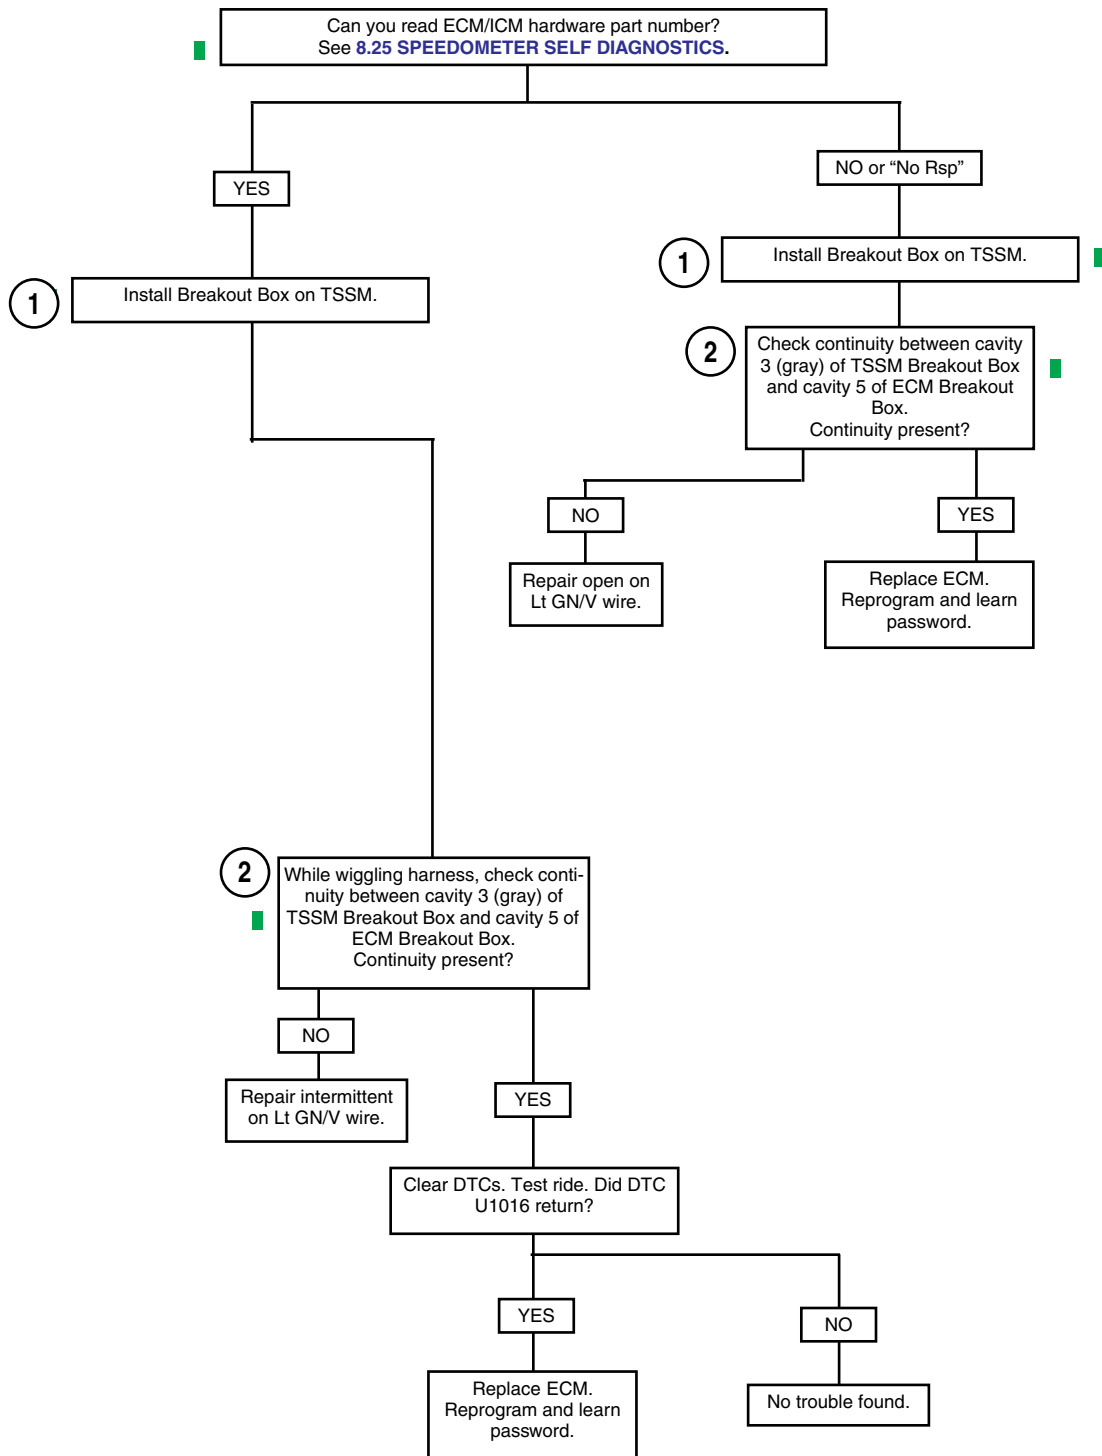 Can you read ECM/ICM hardware part number?
See 8.25 SPEEDOMETER SELF DIAGNOSTICS.
YES
NO or “No Rsp”
1
Install Breakout Box on TSSM.
1
Install Breakout Box on TSSM.
2
Check continuity between cavity
3 (gray) of TSSM Breakout Box
and cavity 5 of ECM Breakout
Box.
Continuity present?
NO
YES
Repair open on
Lt GN/V wire.
Replace ECM.
Reprogram and learn
password.
2
While wiggling harness, check conti-
nuity between cavity 3 (gray) of
TSSM Breakout Box and cavity 5 of
ECM Breakout Box.
Continuity present?
NO
YES
Repair intermittent
on Lt GN/V wire.
Clear DTCs. Test ride. Did DTC
U1016 return?
YES
NO
Replace ECM.
Reprogram and learn
password.
No trouble found.